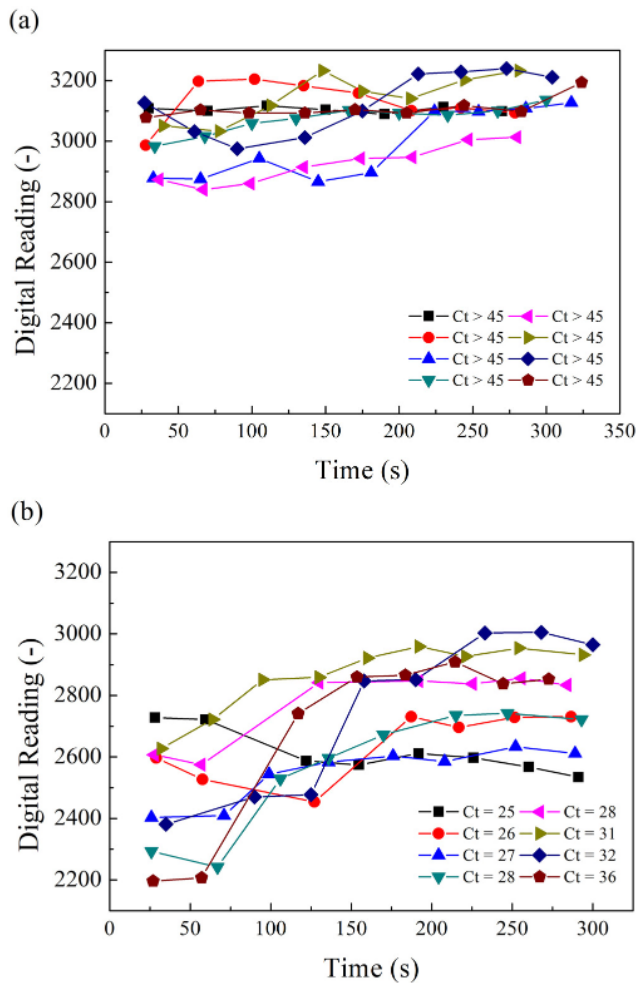 (a)
3200
3000
2800
2600
2400
2200
Digital Reading (-)
Ct > 45 Ct > 45
Ct > 45 Ct > 45
Ct > 45 Ct > 45
Ct > 45 Ct > 45
0 50 100 150 200 250 300 350
Time (s)
(b)
3200
3000
2800
2600
2400
2200
Digital Reading (-)
Ct = 25 Ct = 28
Ct = 26 Ct = 31
Ct = 27 Ct = 32
Ct = 28 Ct = 36
0 50 100 150 200 250 300
Time (s)